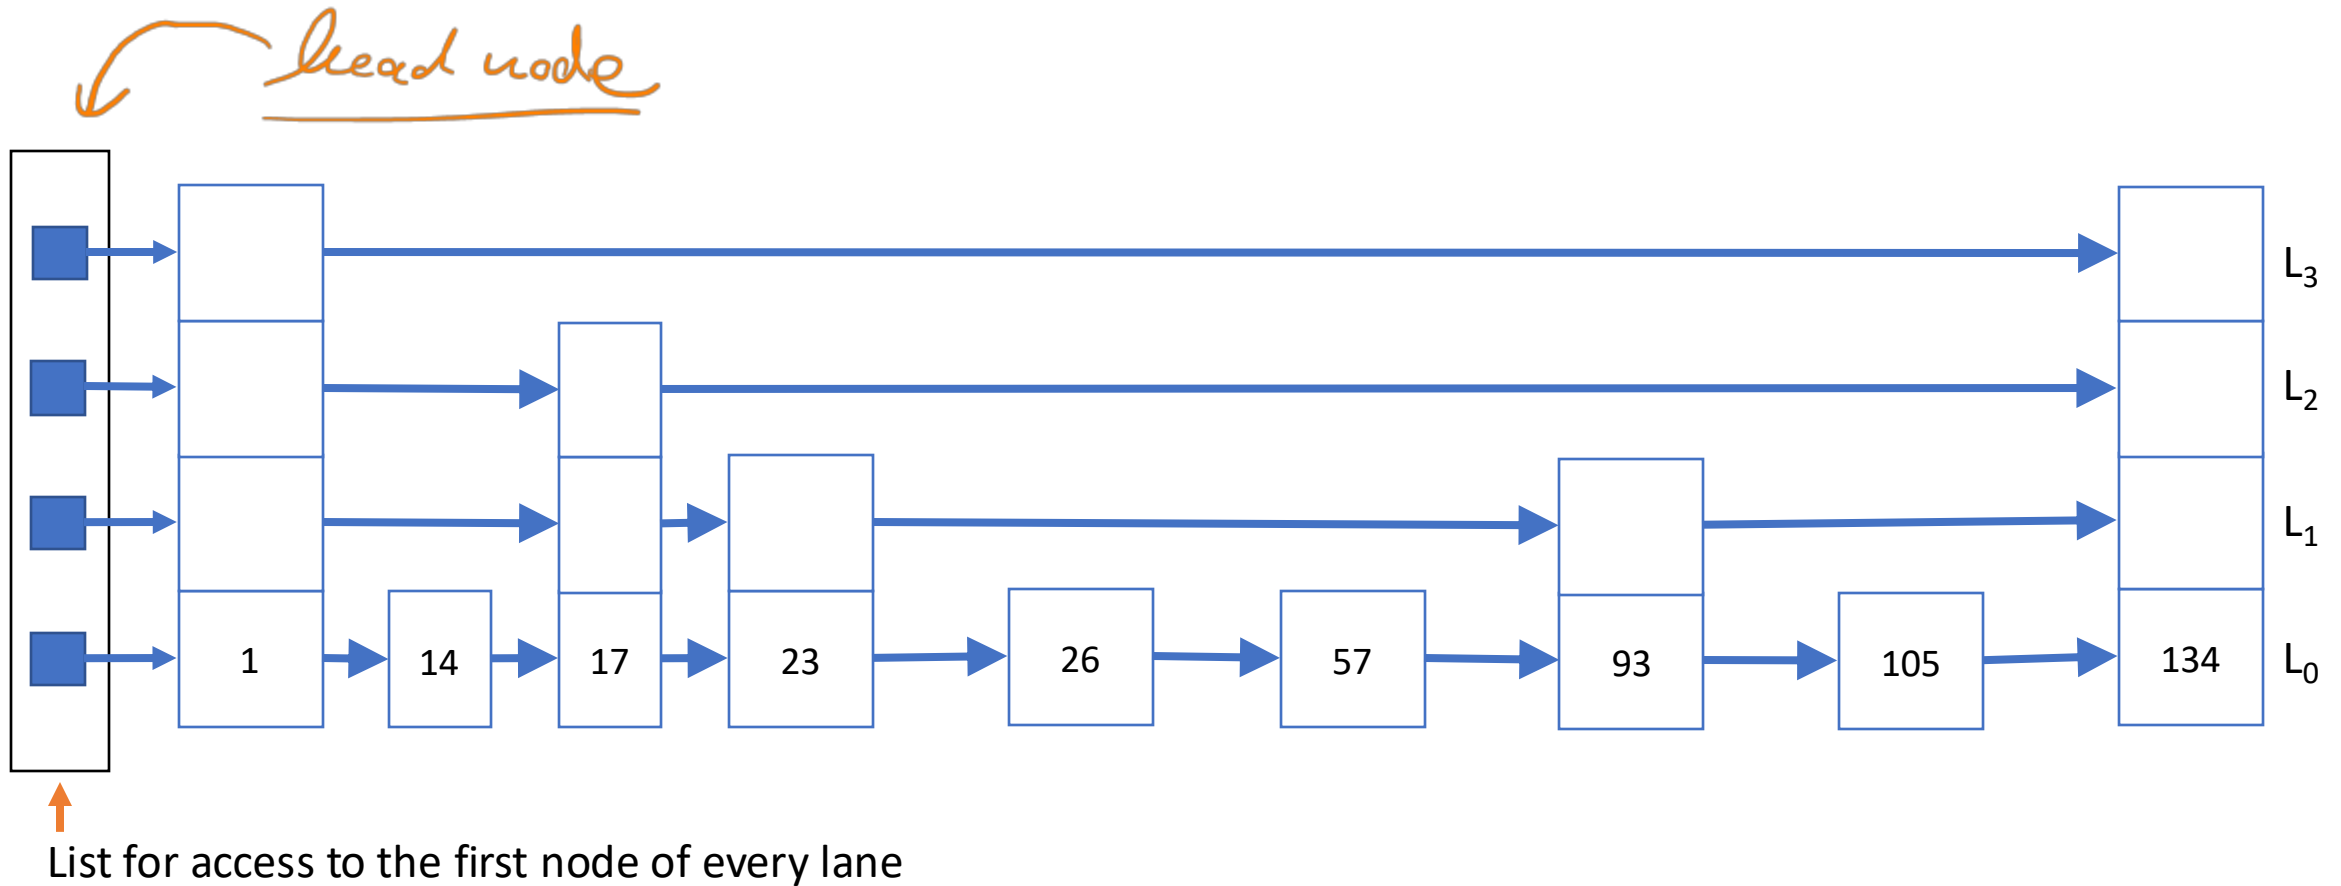 head node
L3
L2
L1
1 14 17 23 26 57 93 105 134 L0
List for access to the first node of every lane